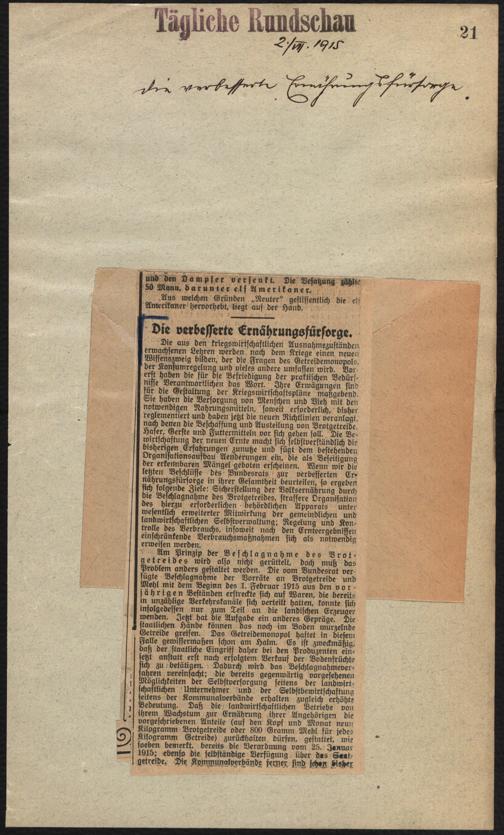 Tägliche Rundschau
21
2./VII. 1915
die verbesserte Ernährungsfürsorge.
und den Dampfer versenkt. Die Besatzung zählte
50 Mann, darunter elf Amerikaner.
Aus welchen Gründen „Reuter" geflissentlich die elf
Amerikaner hervorhebt, liegt auf der Hand.
Die verbesserte Ernährungsfürsorge.
Die aus den kriegswirtschaftlichen Ausnahmezuständen
erwachsenen Lehren werden nach dem Kriege einen neuen
Wissenszweig bilden, der die Fragen des Getreidemonopols,
der Konsumregelung und vieles andere umfassen wird. Vor-
erst haben die für die Befriedigung der praktischen Bedürf-
nisse Verantwortlichen das Wort. Ihre Erwägungen sind
für die Gestaltung der Kriegswirtschaftspläne maßgebend.
Sie haben die Versorgung von Menschen und Vieh mit den
notwendigen Nahrungsmitteln, soweit erforderlich, bisher
reglementiert und haben jetzt die neuen Richtlinien veranlagt,
nach denen die Beschaffung und Austeilung von Brotgetreide,
Hafer, Gerste und Futtermitteln vor sich gehen soll. Die Be-
wirtschaftung der neuen Ernte macht sich selbstverständlich die
bisherigen Erfahrungen zunutze und fügt dem bestehenden
Organisationsaufbau Aenderungen ein, die als Beseitigung
der erkennbaren Mängel geboten erscheinen. Wenn wir die
letzten Beschlüsse des Bundesrats zur verbesserten Er-
nährungsfürsorge in ihrer Gesamtheit beurteilen, so ergeben
sich folgende Ziele: Sicherstellung der Volksernährung durch
die Beschlagnahme des Brotgetreides, straffere Organisation
des hierzu erforderlichen behördlichen Apparats unter
wesentlich erweiterter Mitwirkung der gemeindlichen und
landwirtschaftlichen Selbstverwaltung; Regelung und Kon-
trolle des Verbrauchs, insoweit nach den Ernteergebnissen
einschränkende Verbrauchsmaßnahmen sich als notwendig
erweisen werden.
Am Prinzip der Beschlagnahme des Brot-
getreides wird also nicht gerüttelt, doch muß das
Problem anders gestaltet werden. Die vom Bundesrat ver-
fügte Beschlagnahme der Vorräte an Brotgetreide und
Mehl mit dem Beginn des 1. Februar 1915 aus den vor-
jährigen Beständen erstreckte sich auf Waren, die bereits
in unzählige Verkehrskanäle sich verteilt hatten, konnte sich
infolgedessen nur zum Teil an die ländlichen Erzeuger
wenden. Jetzt hat die Aufgabe ein anderes Gepräge. Die
staatlichen Hände können das noch im Boden wurzelnde
Getreide greifen. Das Getreidemonopol haftet in diesem
Falle gewissermaßen schon am Halm. Es ist zweckmäßig,
daß der staatliche Eingriff daher bei den Produzenten ein-
setzt anstatt erst nach erfolgtem Verkauf der Bodenfrüchte
sich zu betätigen. Dadurch wird das Beschlagnahmever-
fahren vereinfacht; die bereits gegenwärtig vorgesehenen
Möglichkeiten der Selbstversorgung seitens der landwirt-
schaftlichen Unternehmer und der Selbstbewirtschaftung
seitens der Kommunalverbände erhalten zugleich erhöhte
Bedeutung. Daß die landwirtschaftlichen Betriebe von
ihrem Wachstum zur Ernährung ihrer Angehörigen die
vorgeschriebenen Anteile (auf den Kopf und Monat neun
Kilogramm Brotgetreide oder 800 Gramm Mehl für jedes
Kilogramm Getreide) zurückhalten dürfen, gestattet, wie
soeben bemerkt, bereits die Verordnung vom 25. Januar
1915; ebenso die selbständige Verfügung über das Saat-
getreide. Die Kommunalverbände ferner sind schon bisher